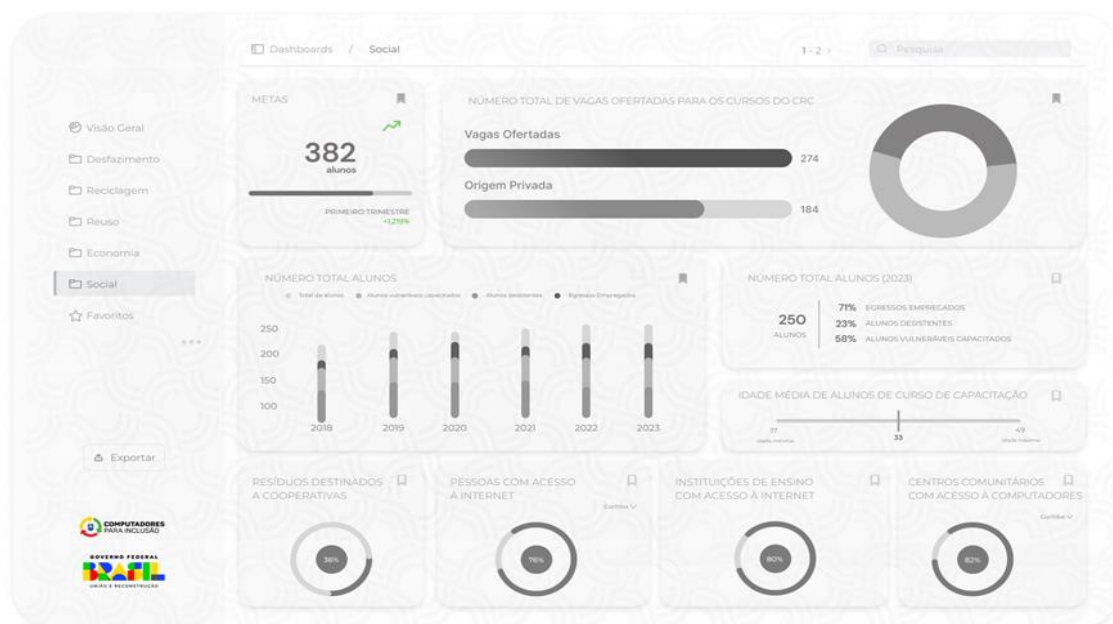 Dashboards / Social
1 - 2 ›
Pesquisa
Visão Geral
Desfazimento
Reciclagem
Reuso
Economia
Social
Favoritos
Exportar
COMPUTADORES
PARA INCLUSÃO
GOVERNO FEDERAL
BRASIL
UNIÃO E RECONSTRUÇÃO
METAS
382
alunos
PRIMEIRO TRIMESTRE
+1,219%
NÚMERO TOTAL DE VAGAS OFERTADAS PARA OS CURSOS DO CRC
Vagas Ofertadas
274
Origem Privada
184
NÚMERO TOTAL ALUNOS
Total de alunos Alunos vulneráveis capacitados Alunos desistentes Egressos Empregados
250
200
150
100
2018 2019 2020 2021 2022 2023
NÚMERO TOTAL ALUNOS (2023)
250
ALUNOS
71% EGRESSOS EMPREGADOS
23% ALUNOS DESISTENTES
58% ALUNOS VULNERÁVEIS CAPACITADOS
IDADE MÉDIA DE ALUNOS DE CURSO DE CAPACITAÇÃO
33
49
idade mínima
idade máxima
RESÍDUOS DESTINADOS
A COOPERATIVAS
36%
PESSOAS COM ACESSO
À INTERNET
Curitiba
76%
INSTITUIÇÕES DE ENSINO
COM ACESSO À INTERNET
80%
CENTROS COMUNITÁRIOS
COM ACESSO À COMPUTADORES
Curitiba
82%